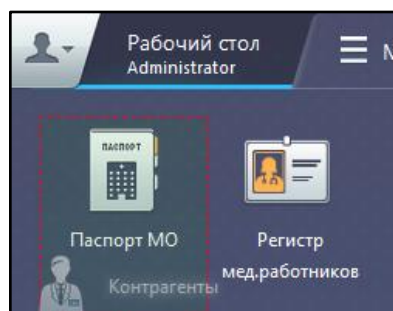 Рабочий стол
Administrator
М
ПАСПОРТ
Паспорт МО
Регистр
мед.работников
Контрагенты